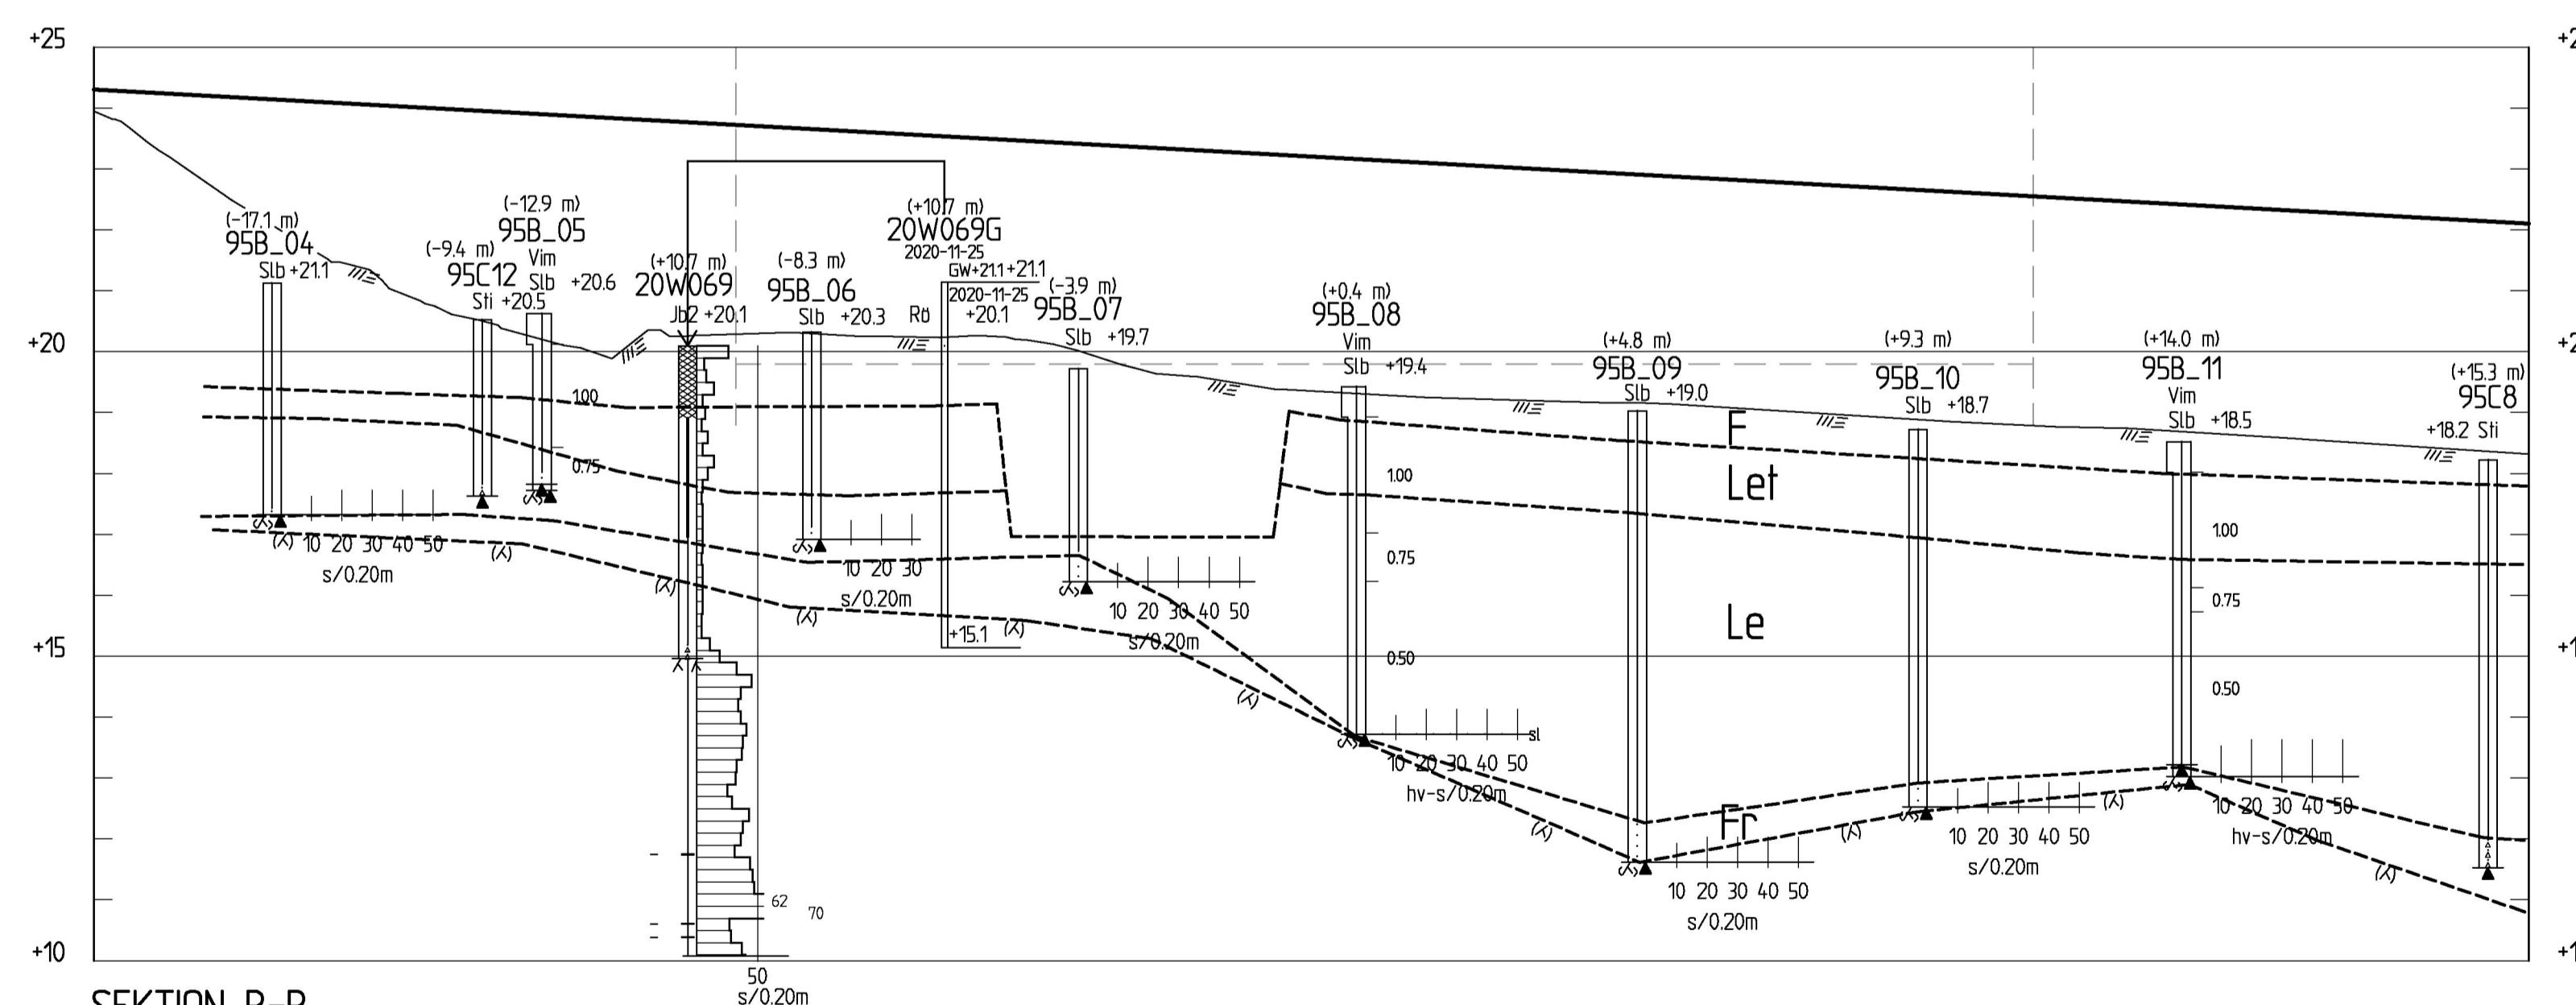 +25
+20
+15
+10
(-17.1 m)
95B_04
Slb +21.1
(-9.4 m)
95C12
Sti +20.5
(-12.9 m)
95B_05
Vim
Slb +20.6
(+10.7 m)
20W069
Jb2 +20.1
(-8.3 m)
95B_06
Slb +20.3
Rö
(+10.7 m)
20W069G
2020-11-25
GW+21.1+21.1
2020-11-25
+20.1
(-3.9 m)
95B_07
Slb +19.7
(+0.4 m)
95B_08
Vim
Slb +19.4
(+4.8 m)
95B_09
Slb +19.0
(+9.3 m)
95B_10
Slb +18.7
(+14.0 m)
95B_11
Vim
Slb +18.5
(+15.3 m)
95C8
+18.2 Sti
1.00
0.75
10 20 30 40 50
s/0.20m
10 20 30
s/0.20m
+15.1
10 20 30 40 50
s/0.20m
1.00
0.75
0.50
sl
10 20 30 40 50
hv-s/0.20m
F
Let
Le
Fr
10 20 30 40 50
s/0.20m
10 20 30 40 50
s/0.20m
1.00
0.75
0.50
10 20 30 40 50
hv-s/0.20m
62
70
50
s/0.20m
SEKTION B-B